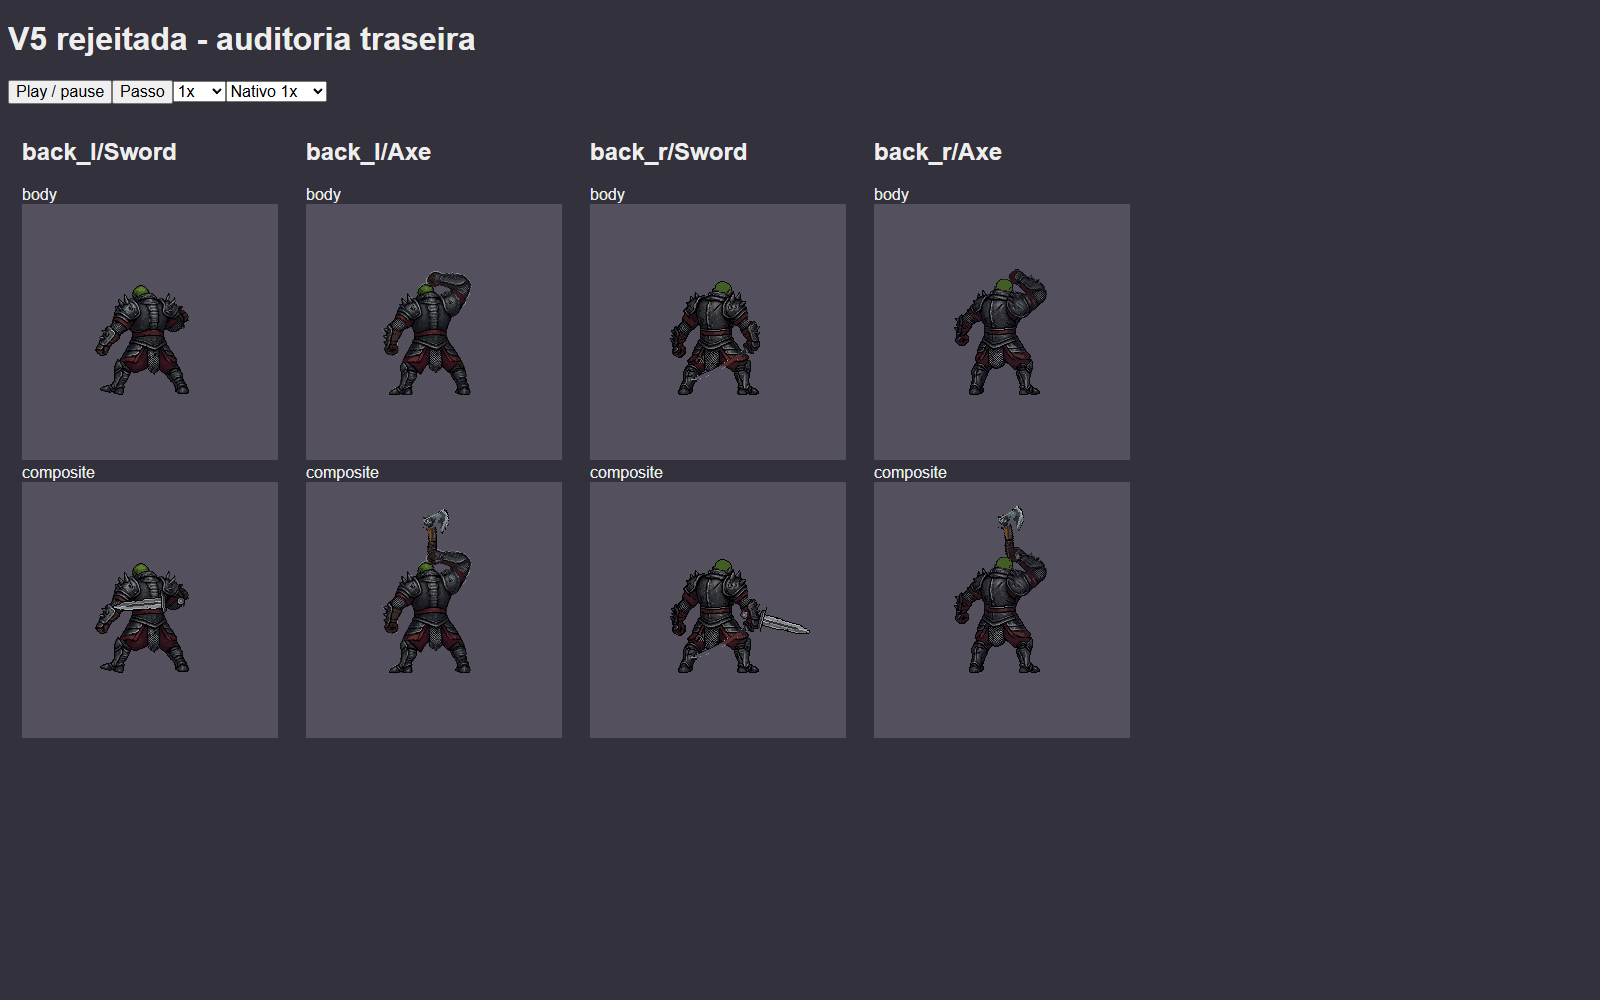 V5 rejeitada - auditoria traseira
Play / pause Passo 1x Nativo 1x
back_l/Sword back_l/Axe back_r/Sword back_r/Axe
body body body body
composite composite composite composite